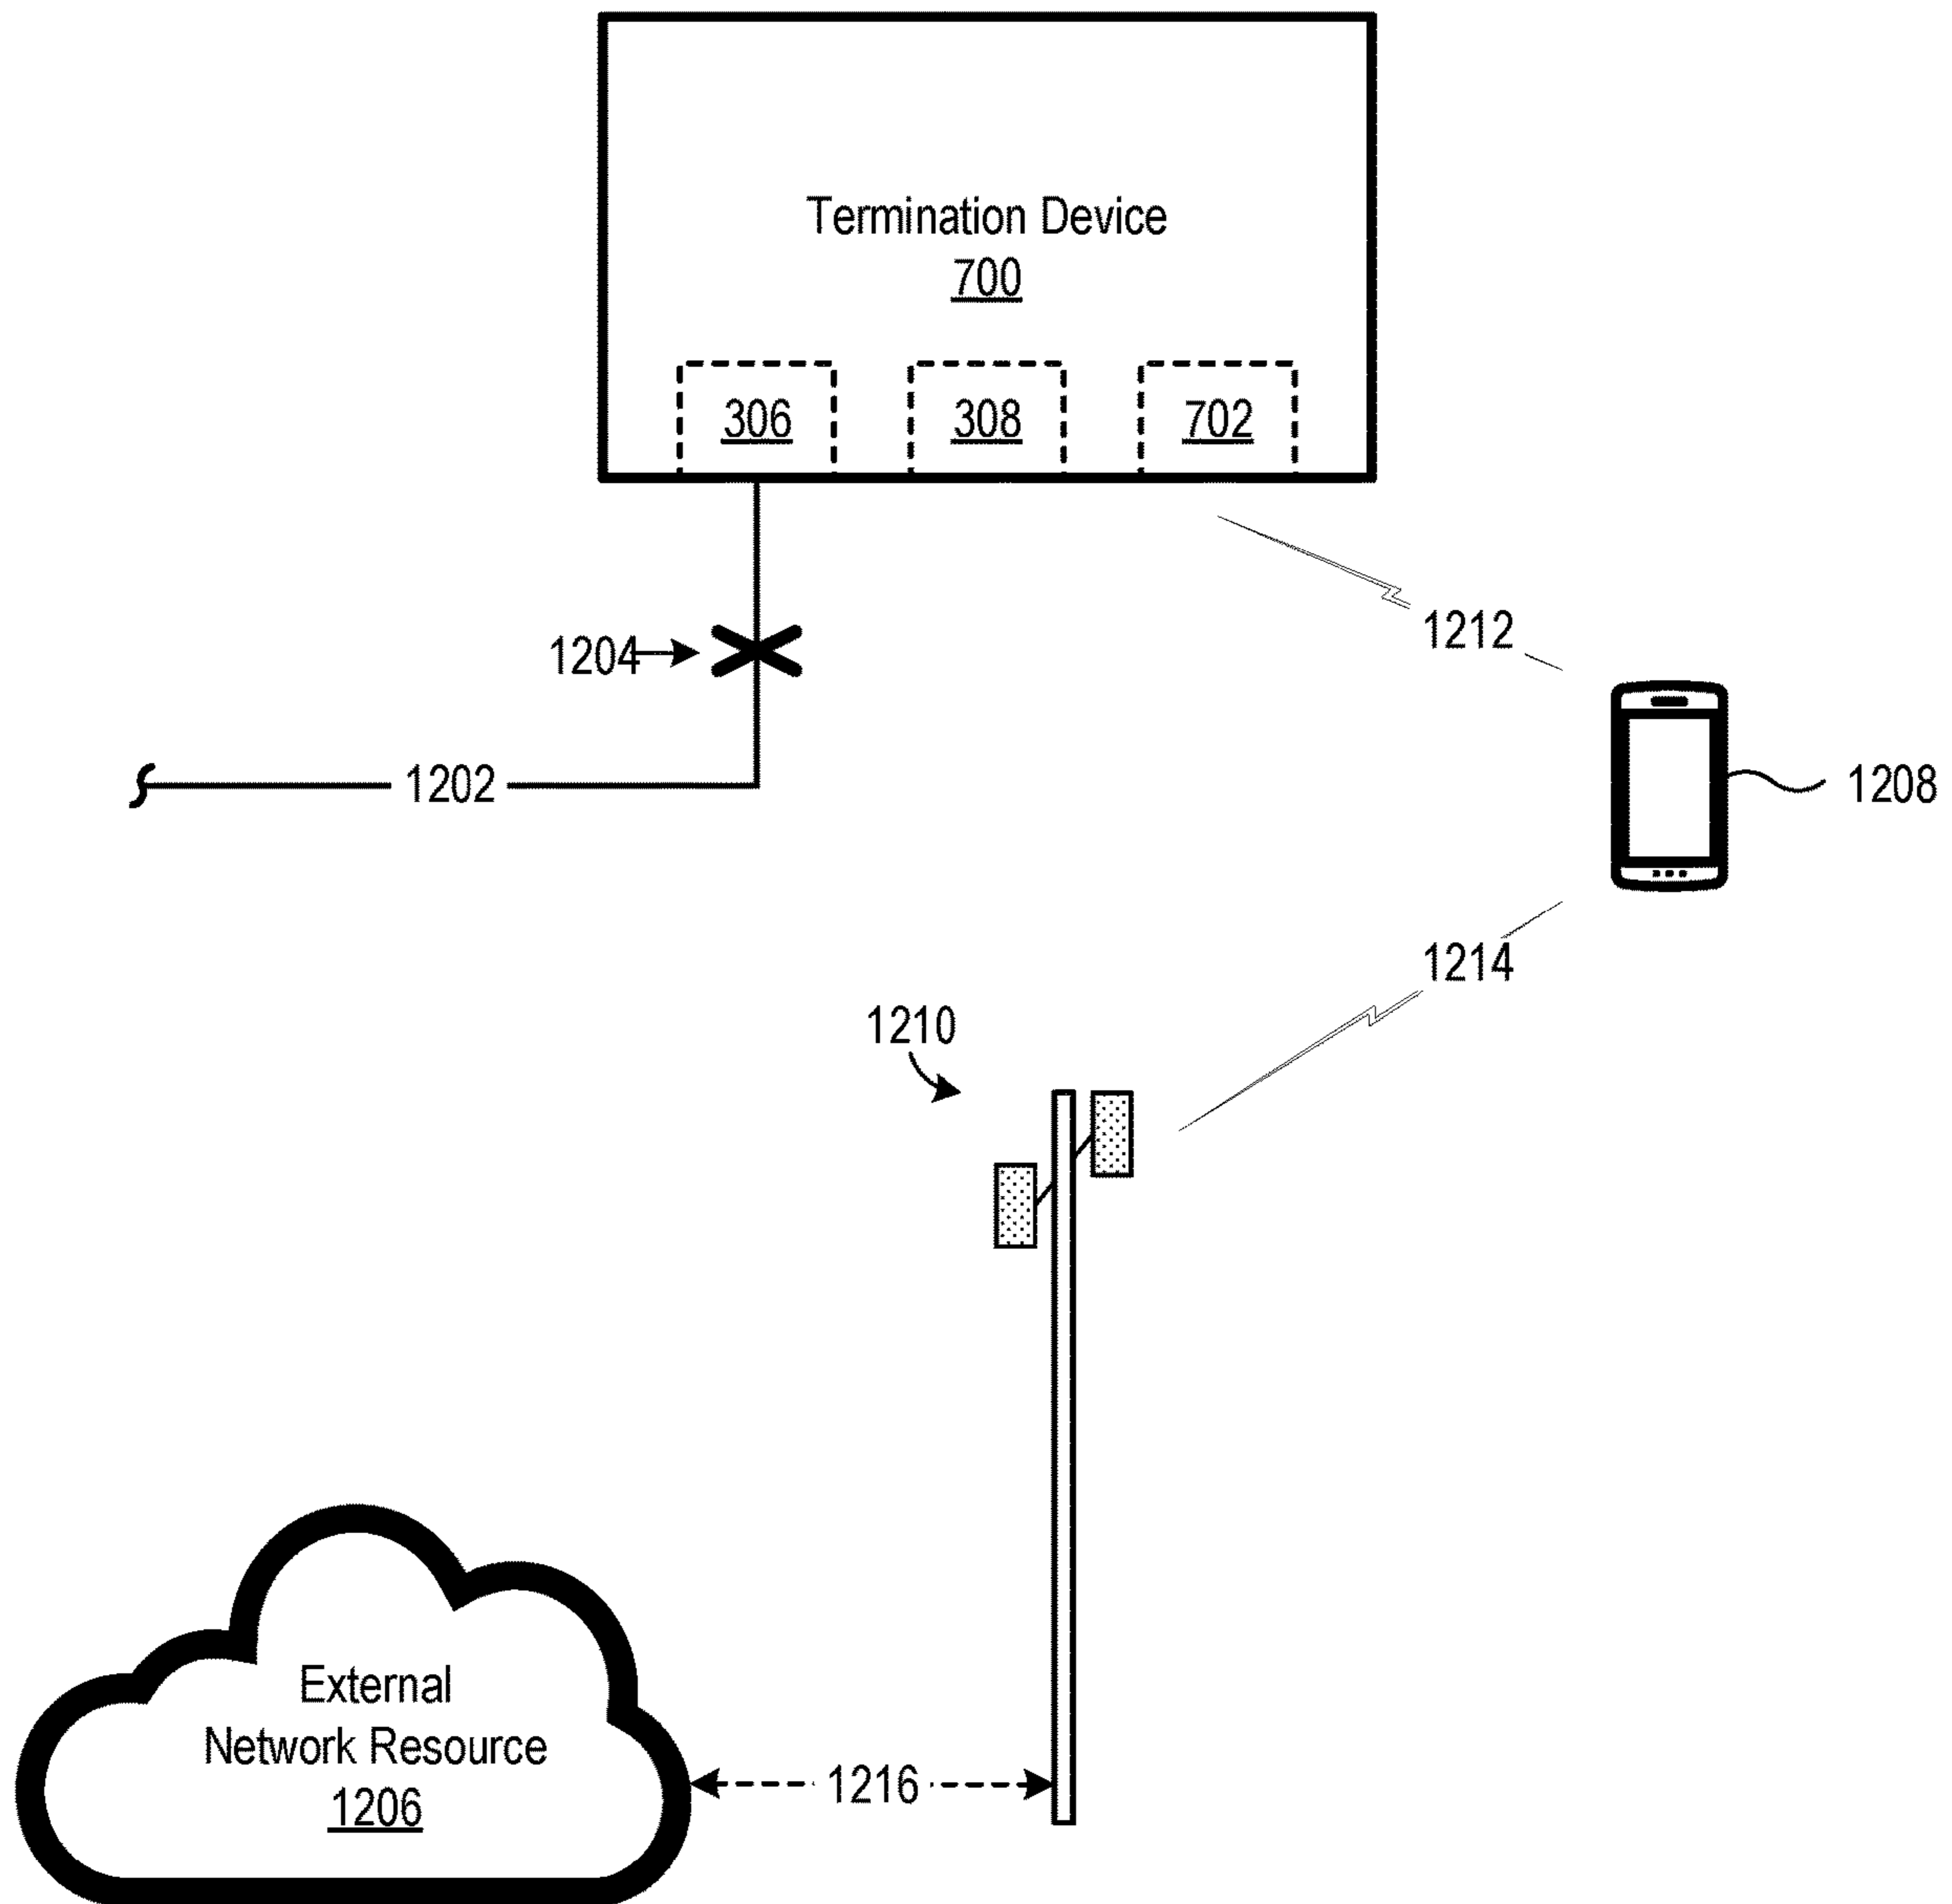 Termination Device
700
306 308 702
1212
1204
1202
1208
1214
1210
External
Network Resource
1206
1216